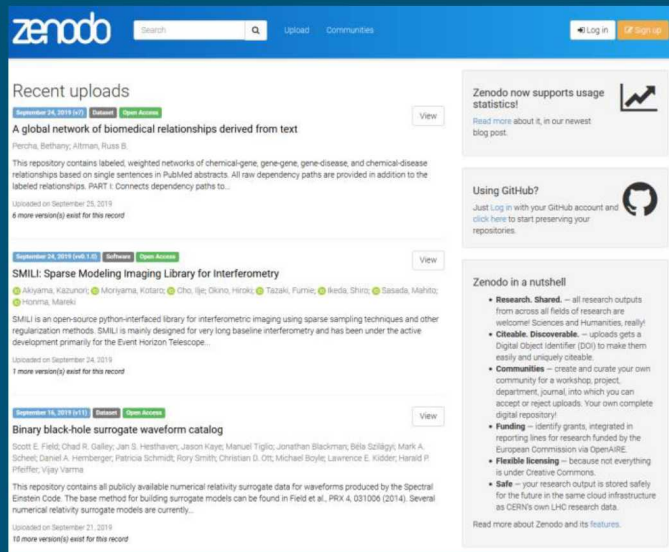 zenodo
Search
Upload
Communities
Log in
Sign up
Recent uploads
September 24, 2019 (v7) Dataset Open Access
View
A global network of biomedical relationships derived from text
Percha, Bethany; Altman, Russ B.
This repository contains labeled, weighted networks of chemical-gene, gene-gene, gene-disease, and chemical-disease
relationships based on single sentences in PubMed abstracts. All raw dependency paths are provided in addition to the
labeled relationships. PART I: Connects dependency paths to...
Uploaded on September 25, 2019
6 more version(s) exist for this record
September 24, 2019 (v0.1.0) Software Open Access
View
SMILI: Sparse Modeling Imaging Library for Interferometry
Akiyama, Kazunori; Moriyama, Kotaro; Cho, Ilje; Okino, Hiroki; Tazaki, Fumie; Ikeda, Shiro; Sasada, Mahito;
Honma, Mareki
SMILI is an open-source python-interfaced library for interferometric imaging using sparse sampling techniques and other
regularization methods. SMILI is mainly designed for very long baseline interferometry and has been under the active
development primarily for the Event Horizon Telescope...
Uploaded on September 24, 2019
1 more version(s) exist for this record
September 16, 2019 (v11) Dataset Open Access
View
Binary black-hole surrogate waveform catalog
Scott E. Field; Chad R. Galley; Jan S. Hesthaven; Jason Kaye; Manuel Tiglio; Jonathan Blackman; Béla Szilágyi; Mark A.
Scheel; Daniel A. Hemberger; Patricia Schmidt; Rory Smith; Christian D. Ott; Michael Boyle; Lawrence E. Kidder; Harald P.
Pfeiffer; Vijay Varma
This repository contains all publicly available numerical relativity surrogate data for waveforms produced by the Spectral
Einstein Code. The base method for building surrogate models can be found in Field et al., PRX 4, 031006 (2014). Several
numerical relativity surrogate models are currently...
Uploaded on September 21, 2019
10 more version(s) exist for this record
Zenodo now supports usage
statistics!
Read more about it, in our newest
blog post.
Using GitHub?
Just Log in with your GitHub account and
click here to start preserving your
repositories.
Zenodo in a nutshell
• Research. Shared. — all research outputs
from across all fields of research are
welcome! Sciences and Humanities, really!
• Citeable. Discoverable. — uploads gets a
Digital Object Identifier (DOI) to make them
easily and uniquely citeable.
• Communities — create and curate your own
community for a workshop, project,
department, journal, into which you can
accept or reject uploads. Your own complete
digital repository!
• Funding — identify grants, integrated in
reporting lines for research funded by the
European Commission via OpenAIRE.
• Flexible licensing — because not everything
is under Creative Commons.
• Safe — your research output is stored safely
for the future in the same cloud infrastructure
as CERN's own LHC research data.
Read more about Zenodo and its features.